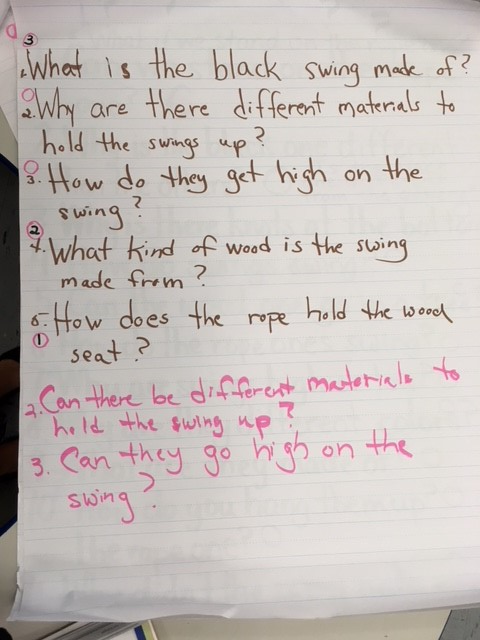 3
1. What is the black swing made of?
2. Why are there different materials to
hold the swings up?
3. How do they get high on the
swing?
2
4. What kind of wood is the swing
made from?
5. How does the rope hold the wood
1
seat?
2. Can there be different materials to
hold the swing up?
3. Can they go high on the
swing?